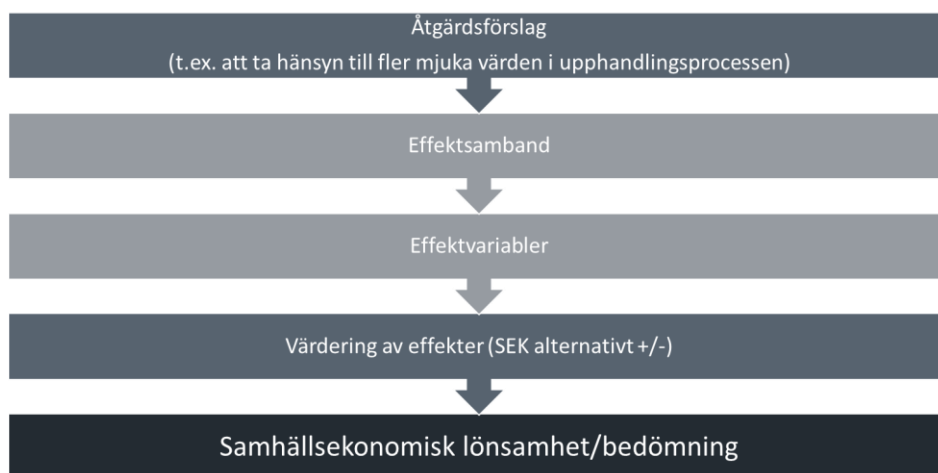 Åtgärdsförslag
(t.ex. att ta hänsyn till fler mjuka värden i upphandlingsprocessen)
Effektsamband
Effektvariabler
Värdering av effekter (SEK alternativt +/-)
Samhällsekonomisk lönsamhet/bedömning